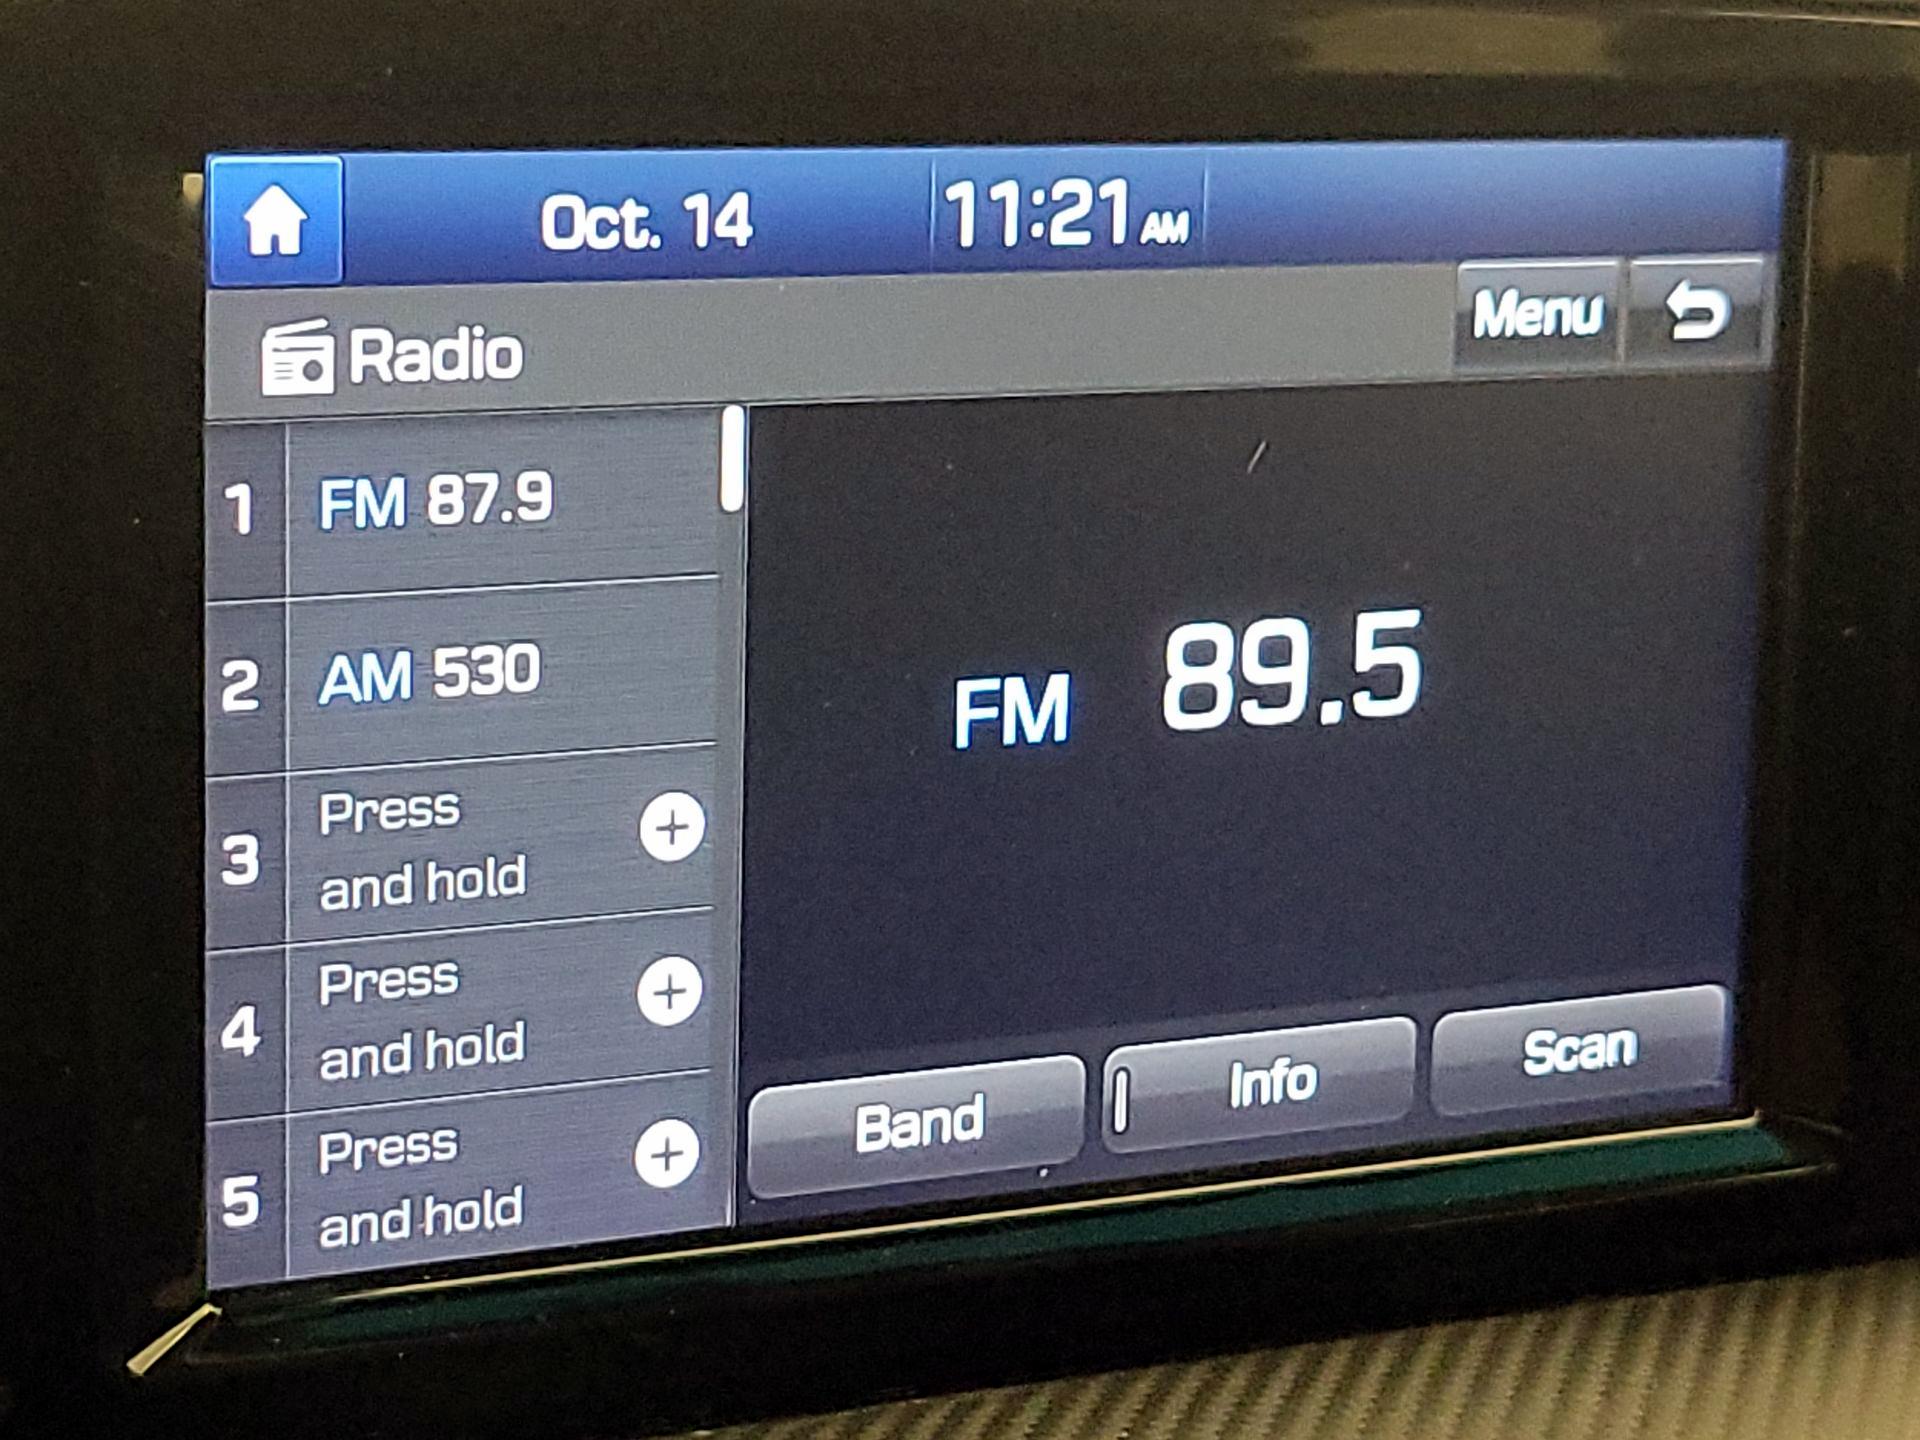 Oct. 14
11:21 AM
Radio
Menu
1 FM 87.9
2 AM 530
3 Press
and hold
4 Press
and hold
5 Press
and hold
FM 89.5
Band
Info
Scan